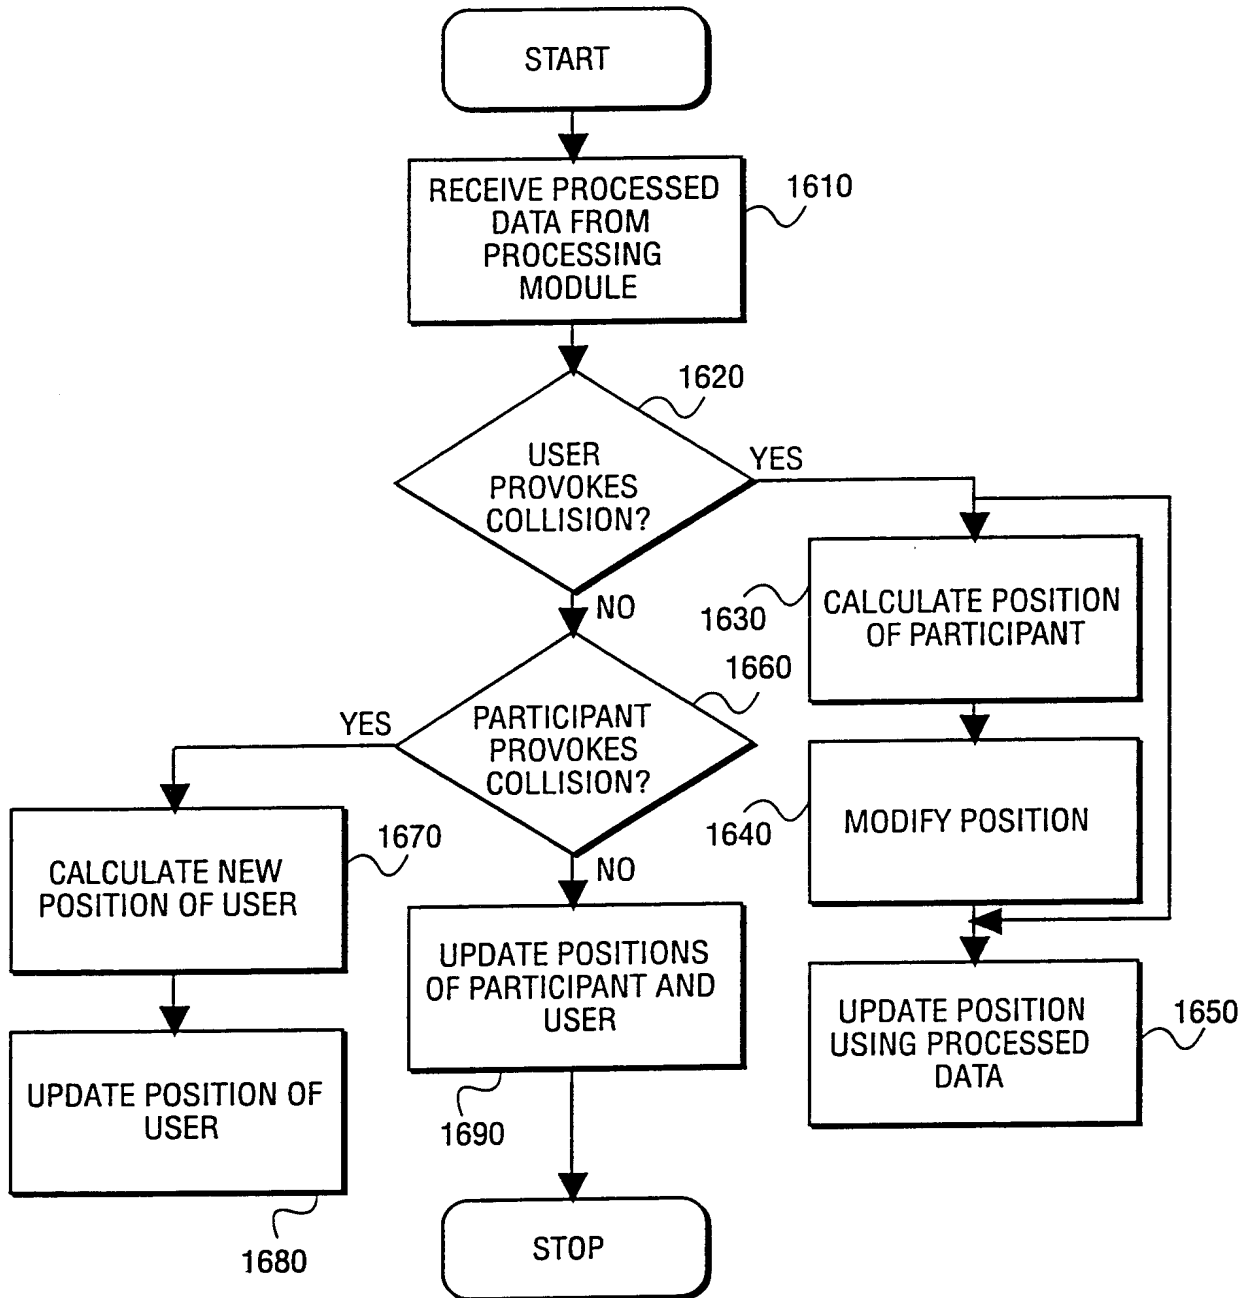 START
RECEIVE PROCESSED
DATA FROM
PROCESSING
MODULE
1610
1620
USER
PROVOKES
COLLISION?
YES
NO
1630
CALCULATE POSITION
OF PARTICIPANT
1660
PARTICIPANT
PROVOKES
COLLISION?
YES
NO
1640
MODIFY POSITION
1670
CALCULATE NEW
POSITION OF USER
UPDATE POSITIONS
OF PARTICIPANT AND
USER
1690
UPDATE POSITION
USING PROCESSED
DATA
1650
UPDATE POSITION OF
USER
1680
STOP